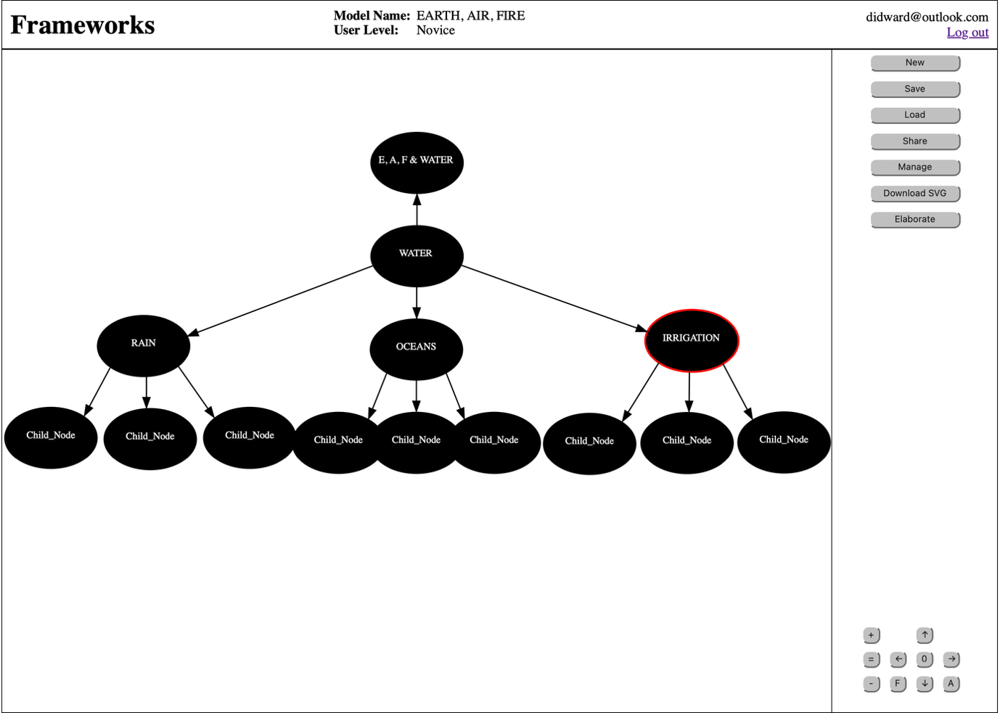 Frameworks
Model Name: EARTH, AIR, FIRE
User Level: Novice
didward@outlook.com
Log out
New
Save
Load
Share
Manage
Download SVG
Elaborate
E, A, F & WATER
WATER
RAIN
OCEANS
IRRIGATION
Child_Node
Child_Node
Child_Node
Child_Node
Child_Node
Child_Node
Child_Node
Child_Node
Child_Node
+ ↑
= ← 0 →
- F ↓ A